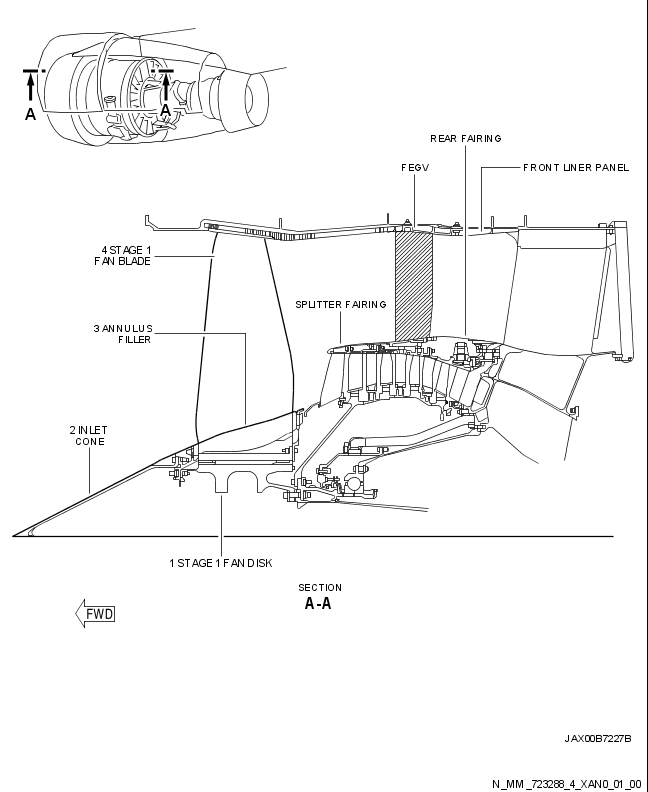 A
A
REAR FAIRING
FEGV
FRONT LINER PANEL
4 STAGE 1
FAN BLADE
SPLITTER FAIRING
3 ANNULUS
FILLER
2 INLET
CONE
1 STAGE 1 FAN DISK
SECTION
A-A
FWD
JAX00B7227B
N_MM_723288_4_XAN0_01_00